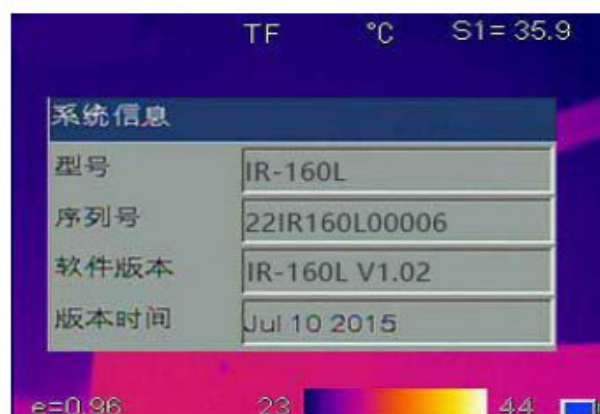 TF °C S1= 35.9
系统信息
型号 IR-160L
序列号 22IR160L00006
软件版本 IR-160L V1.02
版本时间 Jul 10 2015
e=0.96 23 44